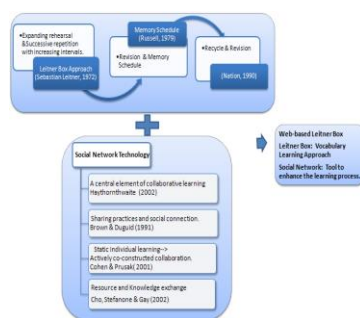 Expanding rehearsal
&Successive repetition
with increasing intervals.
Leitner Box Approach
(Sebastian Leitner, 1972)
Memory Schedule
(Russell, 1979)
Revision & Memory
Schedule
Recycle & Revision
(Nation, 1990)
Social Network Technology
A central element of collaborative learning
Haythornthwaite (2002)
Sharing practices and social connection.
Brown & Duguid (1991)
Static Individual learning-->
Actively co-constructed collaboration.
Cohen & Prusak( 2001)
Resource and Knowledge exchange
Cho, Stefanone & Gay (2002)
Web-based Leitner Box
Leitner Box: Vocabulary
Learning Approach
Social Network: Tool to
enhance the learning process.